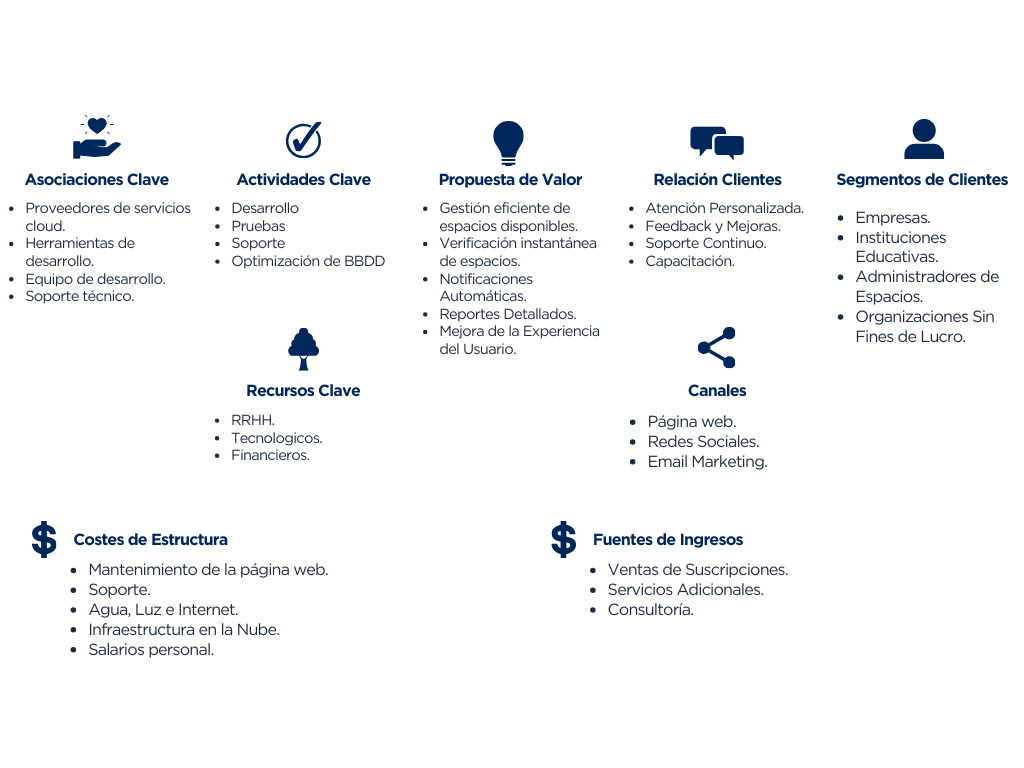 Asociaciones Clave
• Proveedores de servicios
cloud.
• Herramientas de
desarrollo.
• Equipo de desarrollo.
• Soporte técnico.
Actividades Clave
• Desarrollo
• Pruebas
• Soporte
• Optimización de BBDD
Recursos Clave
• RRHH.
• Tecnologicos.
• Financieros.
Propuesta de Valor
• Gestión eficiente de
espacios disponibles.
• Verificación instantánea
de espacios.
• Notificaciones
Automáticas.
• Reportes Detallados.
• Mejora de la Experiencia
del Usuario.
Relación Clientes
• Atención Personalizada.
• Feedback y Mejoras.
• Soporte Continuo.
• Capacitación.
Canales
• Página web.
• Redes Sociales.
• Email Marketing.
Segmentos de Clientes
• Empresas.
• Instituciones
Educativas.
• Administradores de
Espacios.
• Organizaciones Sin
Fines de Lucro.
$ Costes de Estructura
• Mantenimiento de la página web.
• Soporte.
• Agua, Luz e Internet.
• Infraestructura en la Nube.
• Salarios personal.
$ Fuentes de Ingresos
• Ventas de Suscripciones.
• Servicios Adicionales.
• Consultoría.